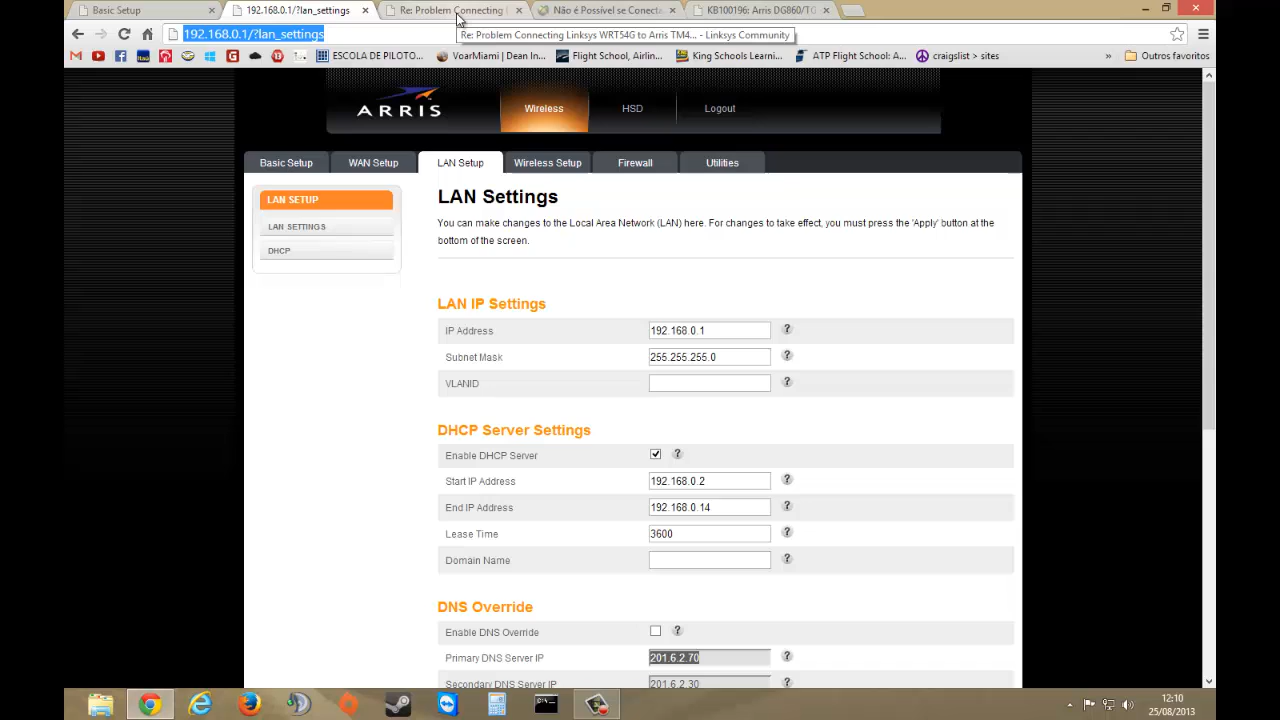 Basic Setup
192.168.0.1/?lan_settings
Re: Problem Connecting
Não é Possível se Conect
KB100196: Arris DG860/TG
192.168.0.1/?lan_settings
Re: Problem Connecting Linksys WRT54G to Arris TM4... - Linksys Community
ESCOLA DE PILOTO...
VoarMiami | Dean In...
Flight School, Airlin...
King Schools Learni...
ATP Flight School: A...
craigslist > sites
»
Outros favoritos
ARRIS
Wireless
HSD
Logout
Basic Setup
WAN Setup
LAN Setup
Wireless Setup
Firewall
Utilities
LAN SETUP
LAN SETTINGS
DHCP
LAN Settings
You can make changes to the Local Area Network (LAN) here. For changes to take effect, you must press the 'Apply' button at the
bottom of the screen.
LAN IP Settings
IP Address 192.168.0.1 ?
Subnet Mask 255.255.255.0 ?
VLANID ?
DHCP Server Settings
Enable DHCP Server ?
Start IP Address 192.168.0.2 ?
End IP Address 192.168.0.14 ?
Lease Time 3600 ?
Domain Name ?
DNS Override
Enable DNS Override ?
Primary DNS Server IP 201.6.2.70 ?
Secondary DNS Server IP 201.6.2.30 ?
12:10
25/08/2013